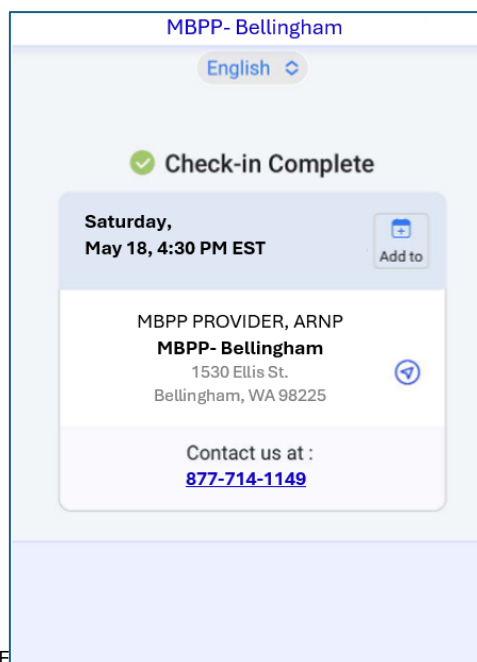 MBPP- Bellingham
English
Check-in Complete
Saturday,
May 18, 4:30 PM EST
Add to
MBPP PROVIDER, ARNP
MBPP- Bellingham
1530 Ellis St.
Bellingham, WA 98225
Contact us at :
877-714-1149